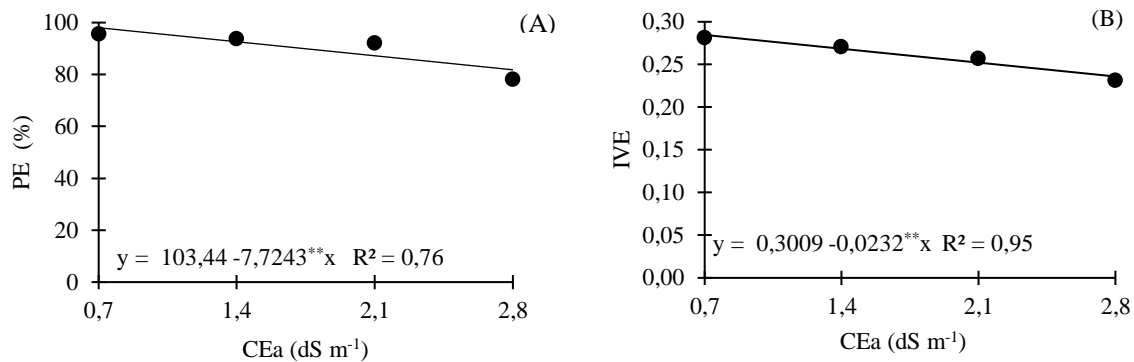 (A)
100
80
60
40
20
0
PE (%)
y = 103,44 -7,7243**x R² = 0,76
0,7 1,4 2,1 2,8
CEa (dS m-1)
(B)
0,30
0,25
0,20
0,15
0,10
0,05
0,00
IVE
y = 0,3009 -0,0232**x R² = 0,95
0,7 1,4 2,1 2,8
CEa (dS m-1)